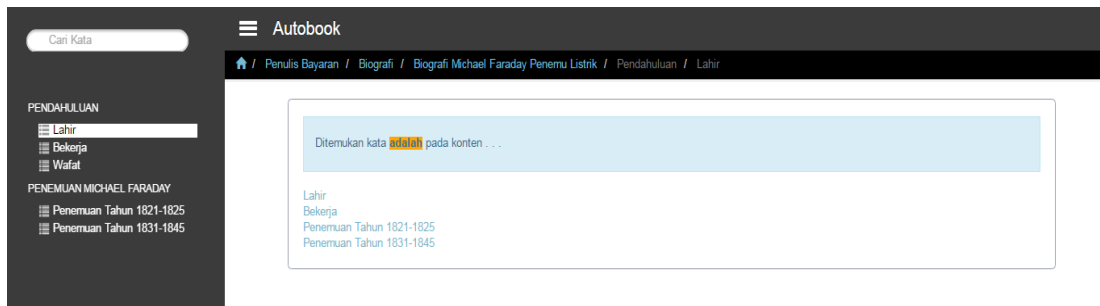 Cari Kata
Autobook
/ Penulis Bayaran / Biografi / Biografi Michael Faraday Penemu Listrik / Pendahuluan / Lahir
PENDAHULUAN
Lahir
Bekerja
Wafat
PENEMUAN MICHAEL FARADAY
Penemuan Tahun 1821-1825
Penemuan Tahun 1831-1845
Ditemukan kata adalah pada konten . . .
Lahir
Bekerja
Penemuan Tahun 1821-1825
Penemuan Tahun 1831-1845